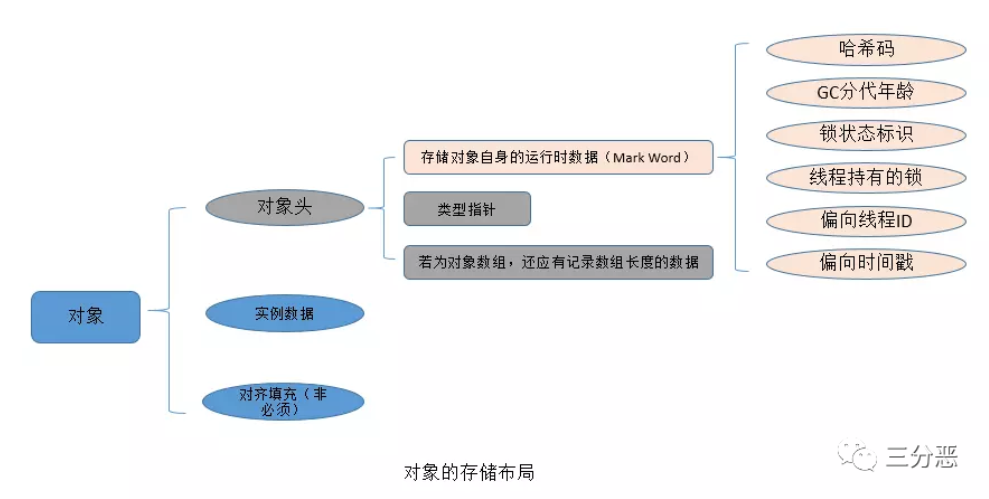 哈希码
GC分代年龄
锁状态标识
存储对象自身的运行时数据（Mark Word）
线程持有的锁
对象头
类型指针
偏向线程ID
若为对象数组，还应有记录数组长度的数据
偏向时间戳
对象
实例数据
对齐填充（非
必须）
对象的存储布局
三分恶